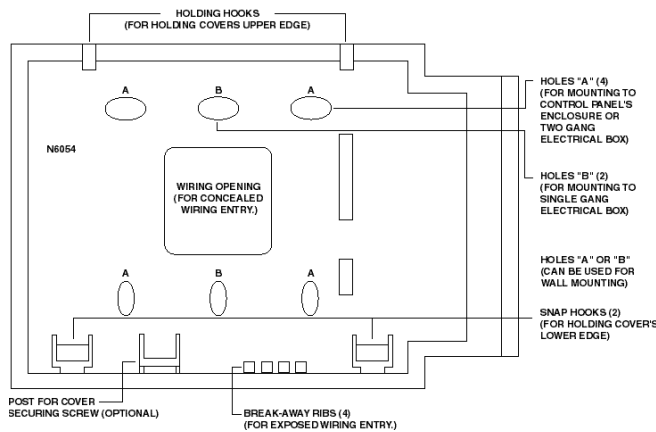 HOLDING HOOKS
(FOR HOLDING COVERS UPPER EDGE)
A
B
A
HOLES "A" (4)
(FOR MOUNTING TO
CONTROL PANEL'S
ENCLOSURE OR
TWO GANG
ELECTRICAL BOX)
N6054
WIRING OPENING
(FOR CONCEALED
WIRING ENTRY.)
HOLES "B" (2)
(FOR MOUNTING TO
SINGLE GANG
ELECTRICAL BOX)
HOLES "A" OR "B"
(CAN BE USED FOR
WALL MOUNTING)
A
B
A
SNAP HOOKS (2)
(FOR HOLDING COVER'S
LOWER EDGE)
POST FOR COVER
SECURING SCREW (OPTIONAL)
BREAK-AWAY RIBS (4)
(FOR EXPOSED WIRING ENTRY.)